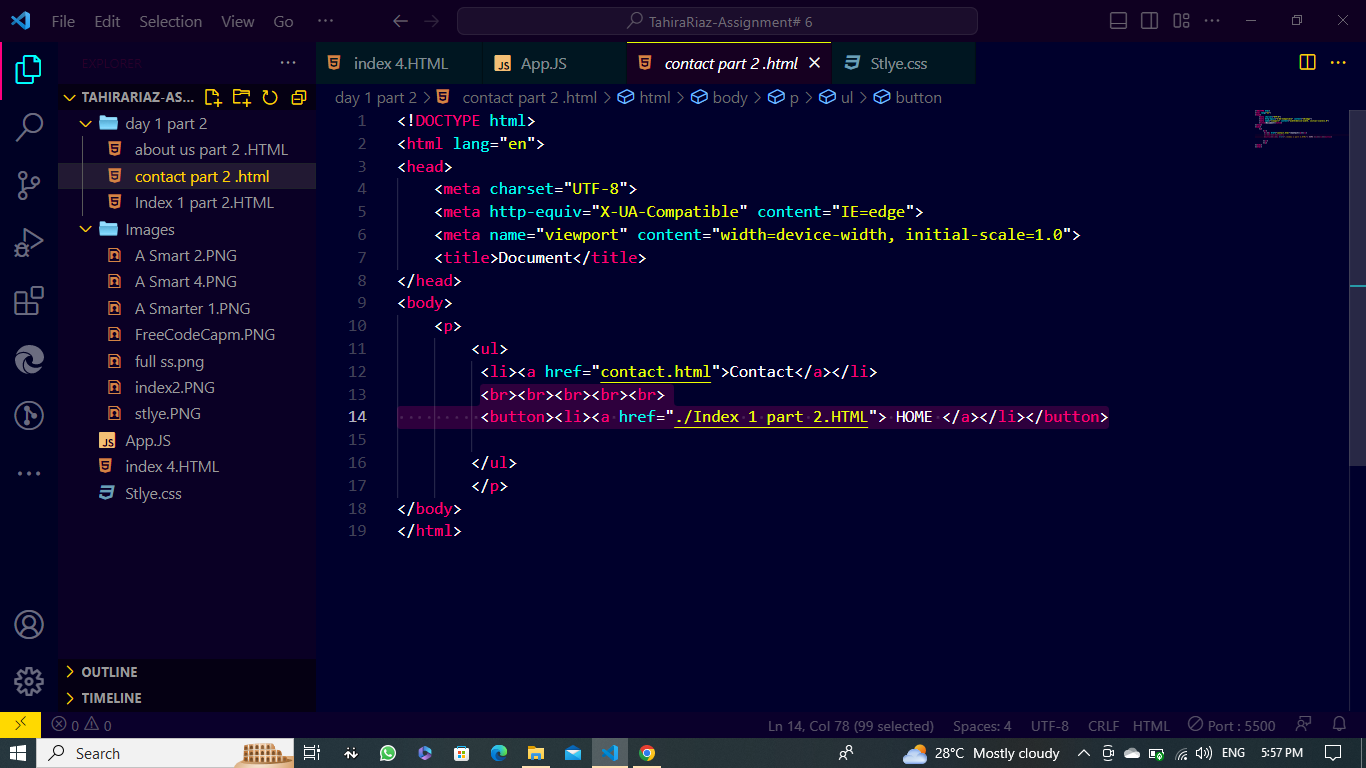 File Edit Selection View Go ··· TahiraRiaz-Assignment# 6
EXPLORER ···
index 4.HTML App.JS contact part 2 .html Stlye.css ···
TAHIRARIAZ-AS...
day 1 part 2 > contact part 2 .html > html > body > p > ul > button
day 1 part 2
about us part 2 .HTML
contact part 2 .html
Index 1 part 2.HTML
Images
A Smart 2.PNG
A Smart 4.PNG
A Smarter 1.PNG
FreeCodeCapm.PNG
full ss.png
index2.PNG
stlye.PNG
App.JS
index 4.HTML
Stlye.css
OUTLINE
TIMELINE
1 <!DOCTYPE html>
2 <html lang="en">
3 <head>
4 <meta charset="UTF-8">
5 <meta http-equiv="X-UA-Compatible" content="IE=edge">
6 <meta name="viewport" content="width=device-width, initial-scale=1.0">
7 <title>Document</title>
8 </head>
9 <body>
10 <p>
11 <ul>
12 <li><a href="contact.html">Contact</a></li>
13 <br><br><br><br><br>
14 <button><li><a href="./Index 1 part 2.HTML"> HOME </a></li></button>
15
16 </ul>
17 </p>
18 </body>
19 </html>
0 0 Ln 14, Col 78 (99 selected) Spaces: 4 UTF-8 CRLF HTML Port : 5500
Search 28°C Mostly cloudy ENG 5:57 PM